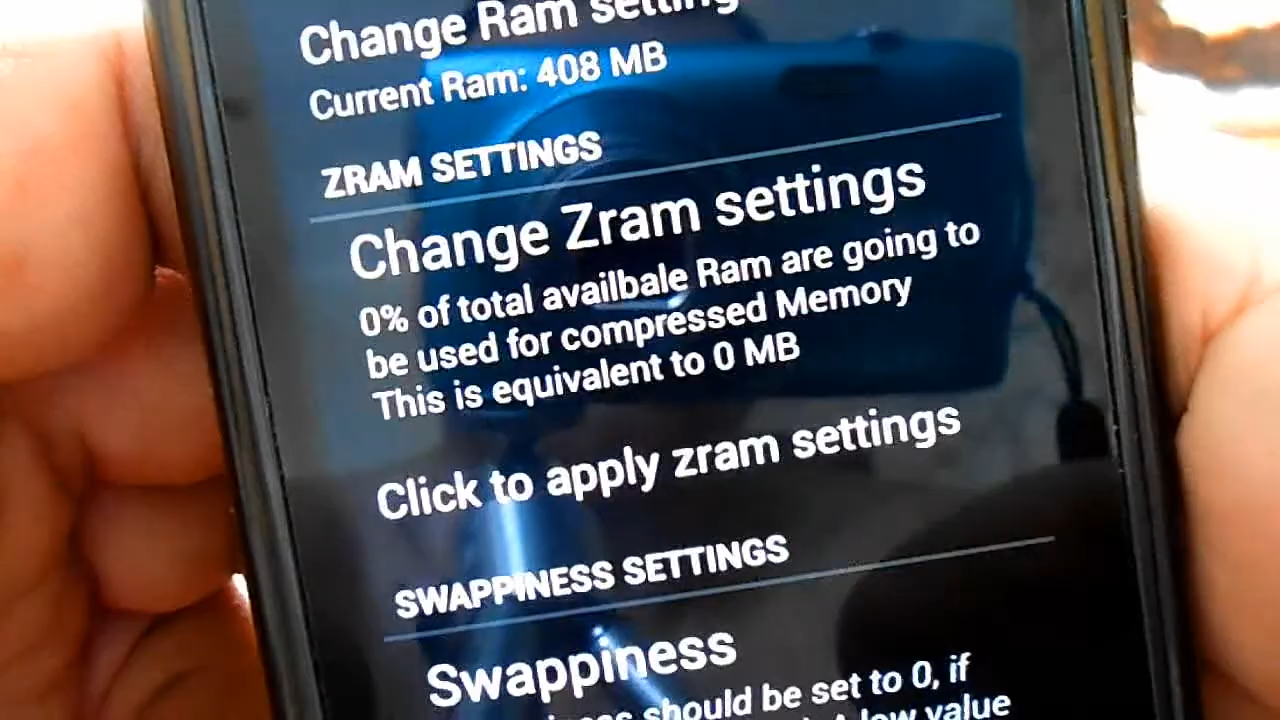 Change Ram setting
Current Ram: 408 MB
ZRAM SETTINGS
Change Zram settings
0% of total availbale Ram are going to
be used for compressed Memory
This is equivalent to 0 MB
Click to apply zram settings
SWAPPINESS SETTINGS
Swappiness
should be set to 0, if
low value